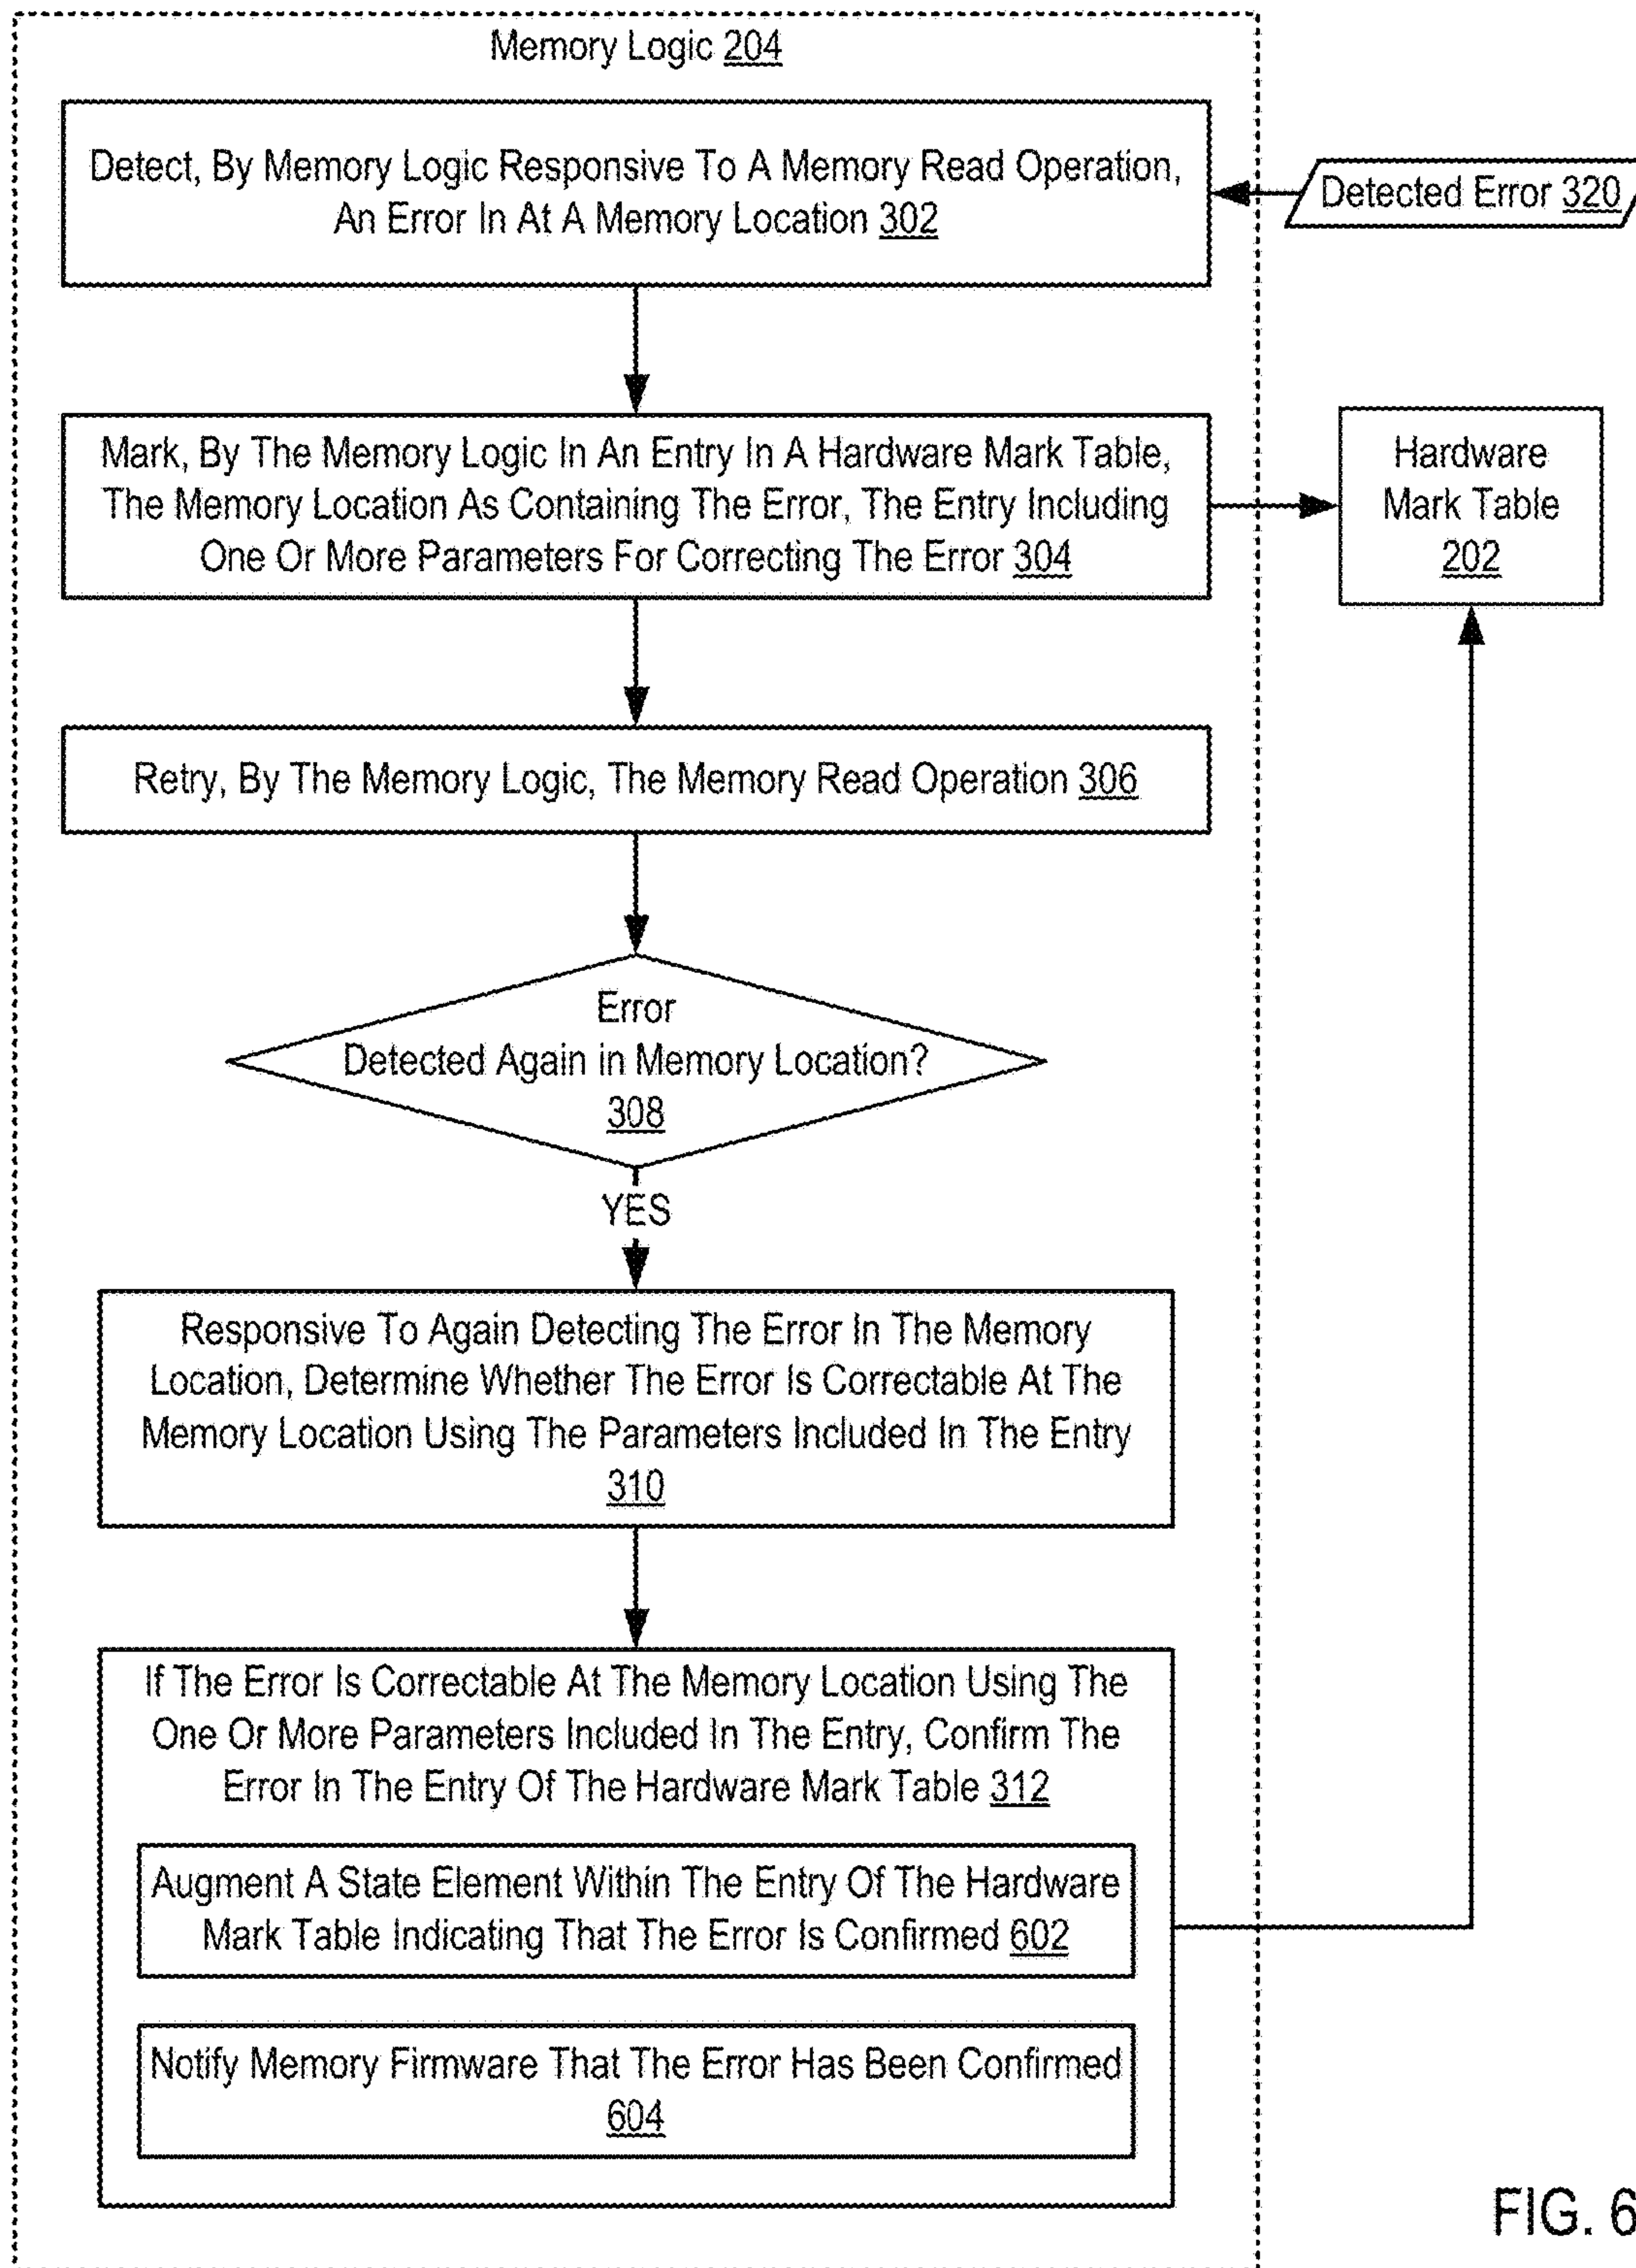 Memory Logic 204
Detect, By Memory Logic Responsive To A Memory Read Operation,
An Error In At A Memory Location 302
Detected Error 320
Mark, By The Memory Logic In An Entry In A Hardware Mark Table,
The Memory Location As Containing The Error, The Entry Including
One Or More Parameters For Correcting The Error 304
Hardware
Mark Table
202
Retry, By The Memory Logic, The Memory Read Operation 306
Error
Detected Again in Memory Location?
308
YES
Responsive To Again Detecting The Error In The Memory
Location, Determine Whether The Error Is Correctable At The
Memory Location Using The Parameters Included In The Entry
310
If The Error Is Correctable At The Memory Location Using The
One Or More Parameters Included In The Entry, Confirm The
Error In The Entry Of The Hardware Mark Table 312
Augment A State Element Within The Entry Of The Hardware
Mark Table Indicating That The Error Is Confirmed 602
Notify Memory Firmware That The Error Has Been Confirmed
604
FIG. 6